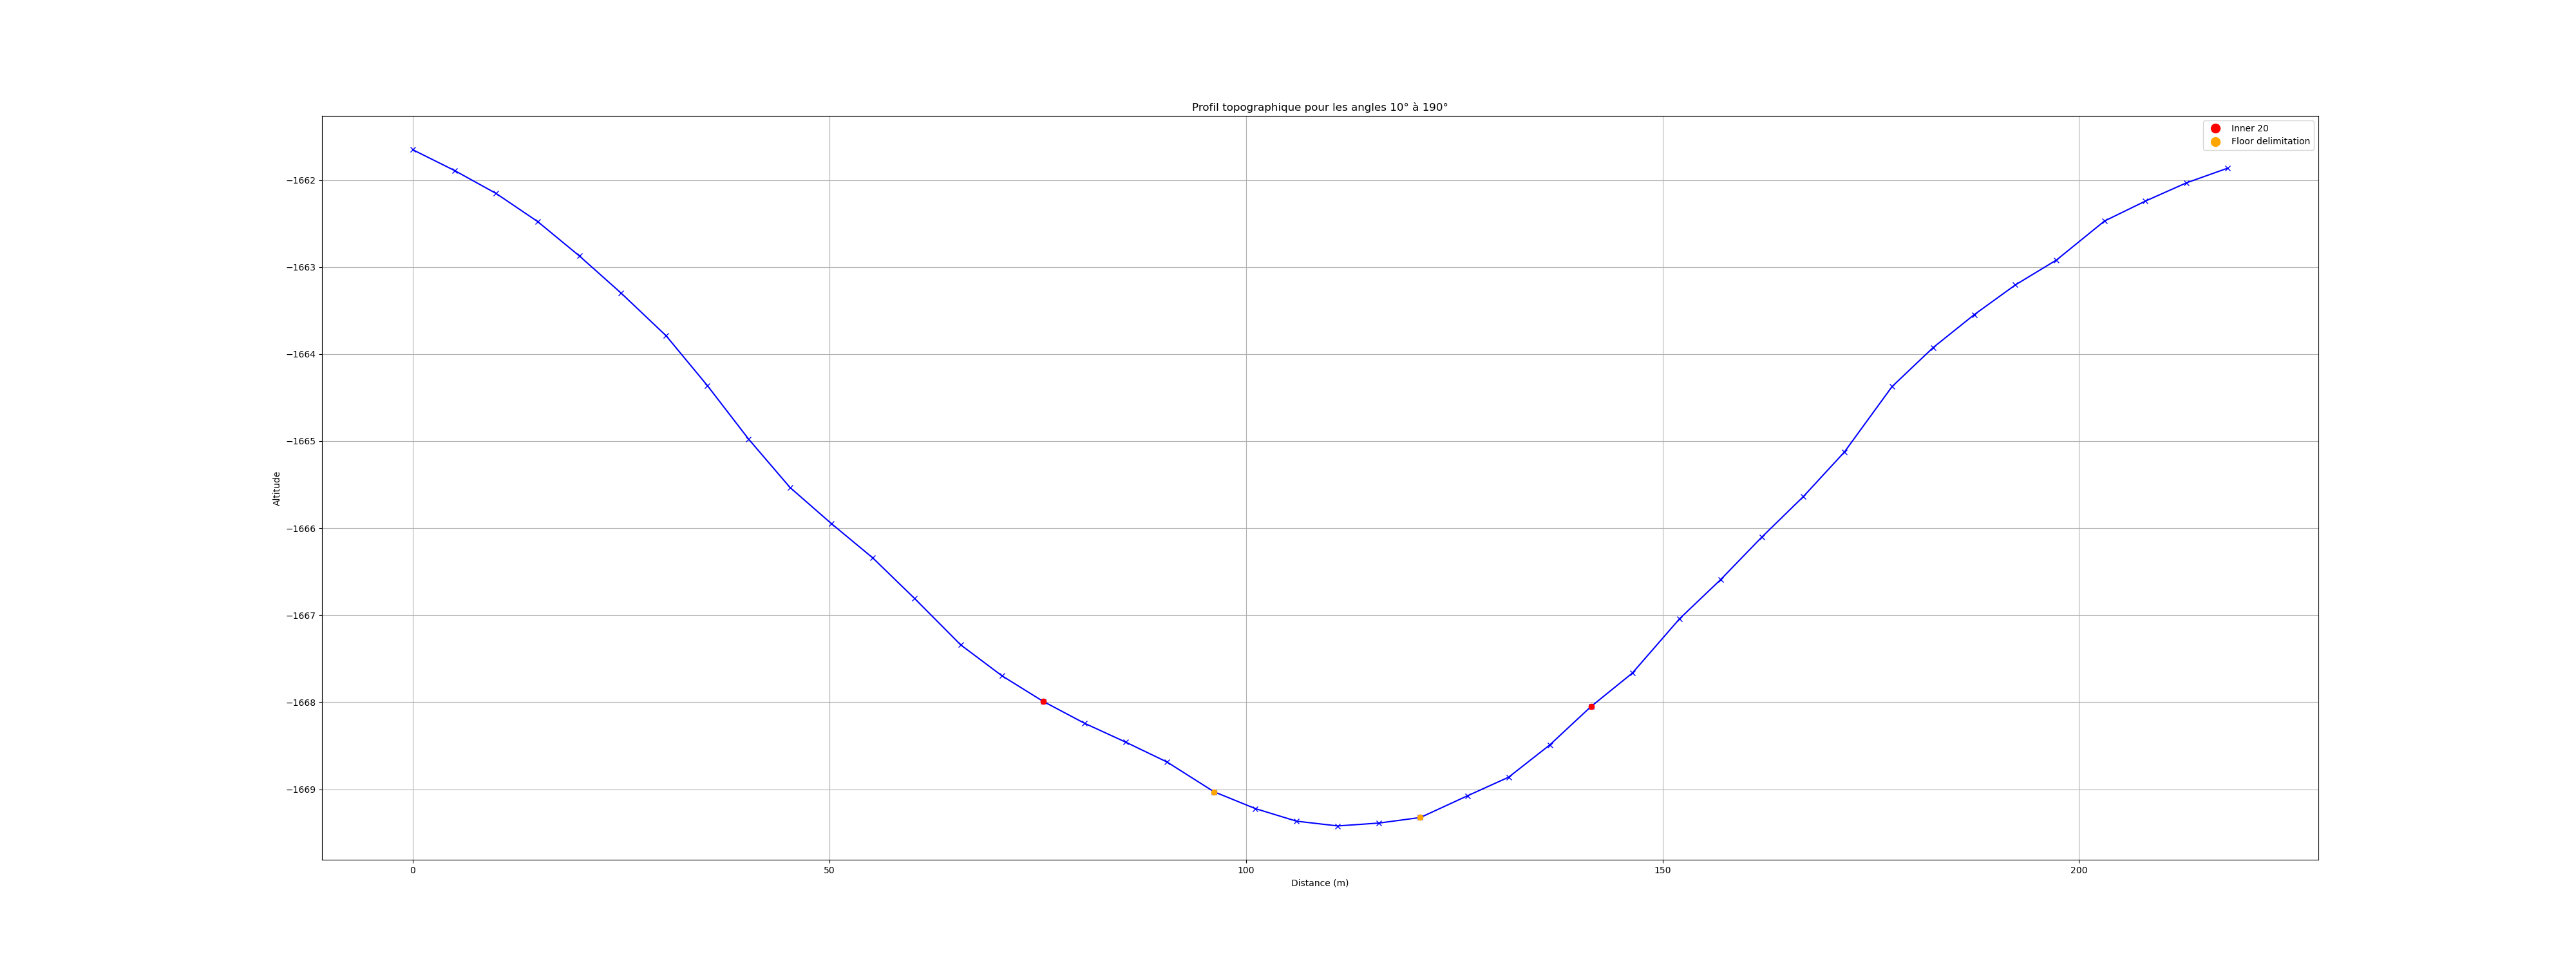 Profil topographique pour les angles 10° à 190°
Inner 20
Floor delimitation
−1662
−1663
−1664
−1665
−1666
−1667
−1668
−1669
Altitude
0
50
100
150
200
Distance (m)